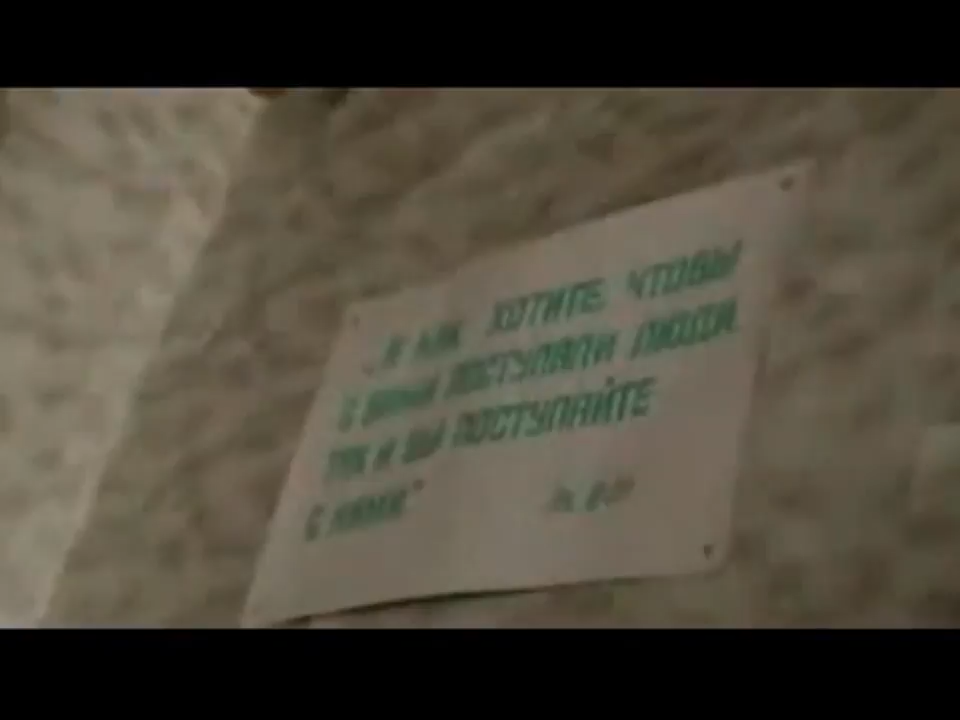 „И КАК ХОТИТЕ ЧТОБЫ
С ВАМИ ПОСТУПАЛИ ЛЮДИ
ТАК И ВЫ ПОСТУПАЙТЕ
С НИМИ"